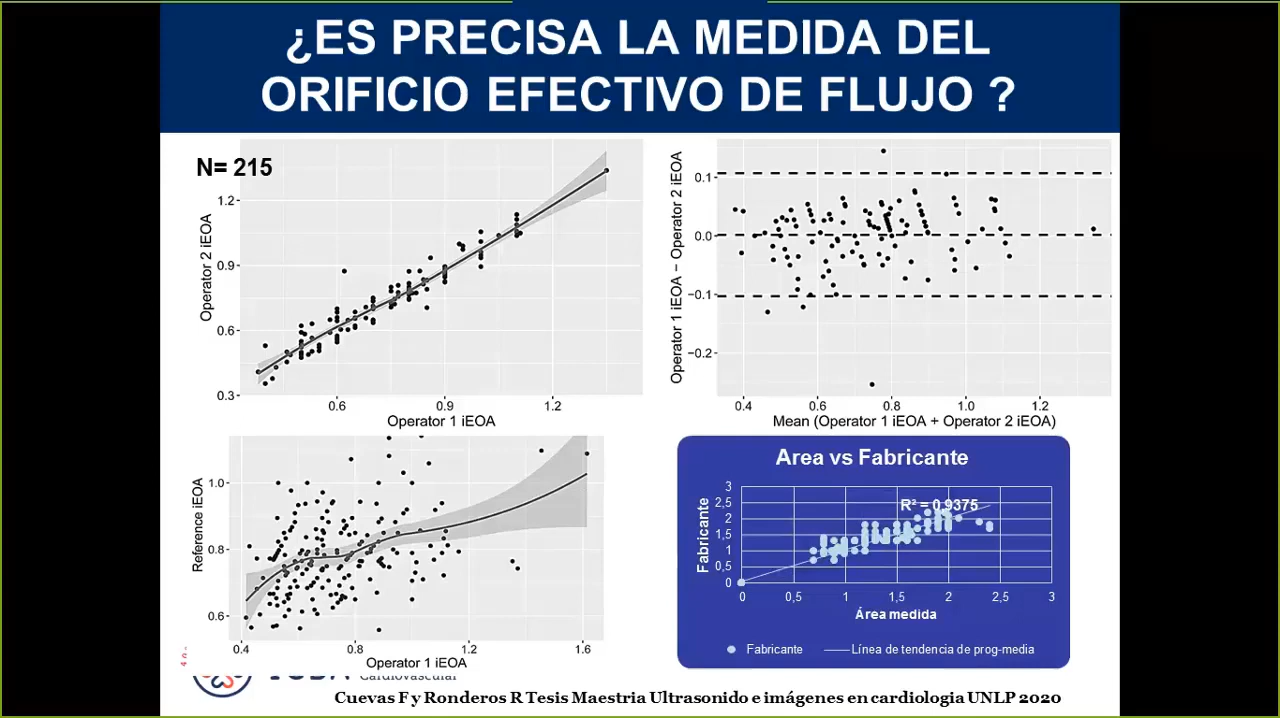 ¿ES PRECISA LA MEDIDA DEL
ORIFICIO EFECTIVO DE FLUJO ?
N= 215
Operator 2 iEOA
1.2
0.9
0.6
0.3
0.6
0.9
1.2
Operator 1 iEOA
Operator 1 iEOA − Operator 2 iEOA
0.1
0.0
−0.1
−0.2
0.4
0.6
0.8
1.0
1.2
Mean (Operator 1 iEOA + Operator 2 iEOA)
Reference iEOA
1.0
0.8
0.6
0.4
0.8
1.2
1.6
Operator 1 iEOA
Area vs Fabricante
R² = 0,9375
Fabricante
3
2,5
2
1,5
1
0,5
0
0
0,5
1
1,5
2
2,5
3
Área medida
Fabricante
Línea de tendencia de prog-media
Cardiovascular
Cuevas F y Ronderos R Tesis Maestria Ultrasonido e imágenes en cardiologia UNLP 2020